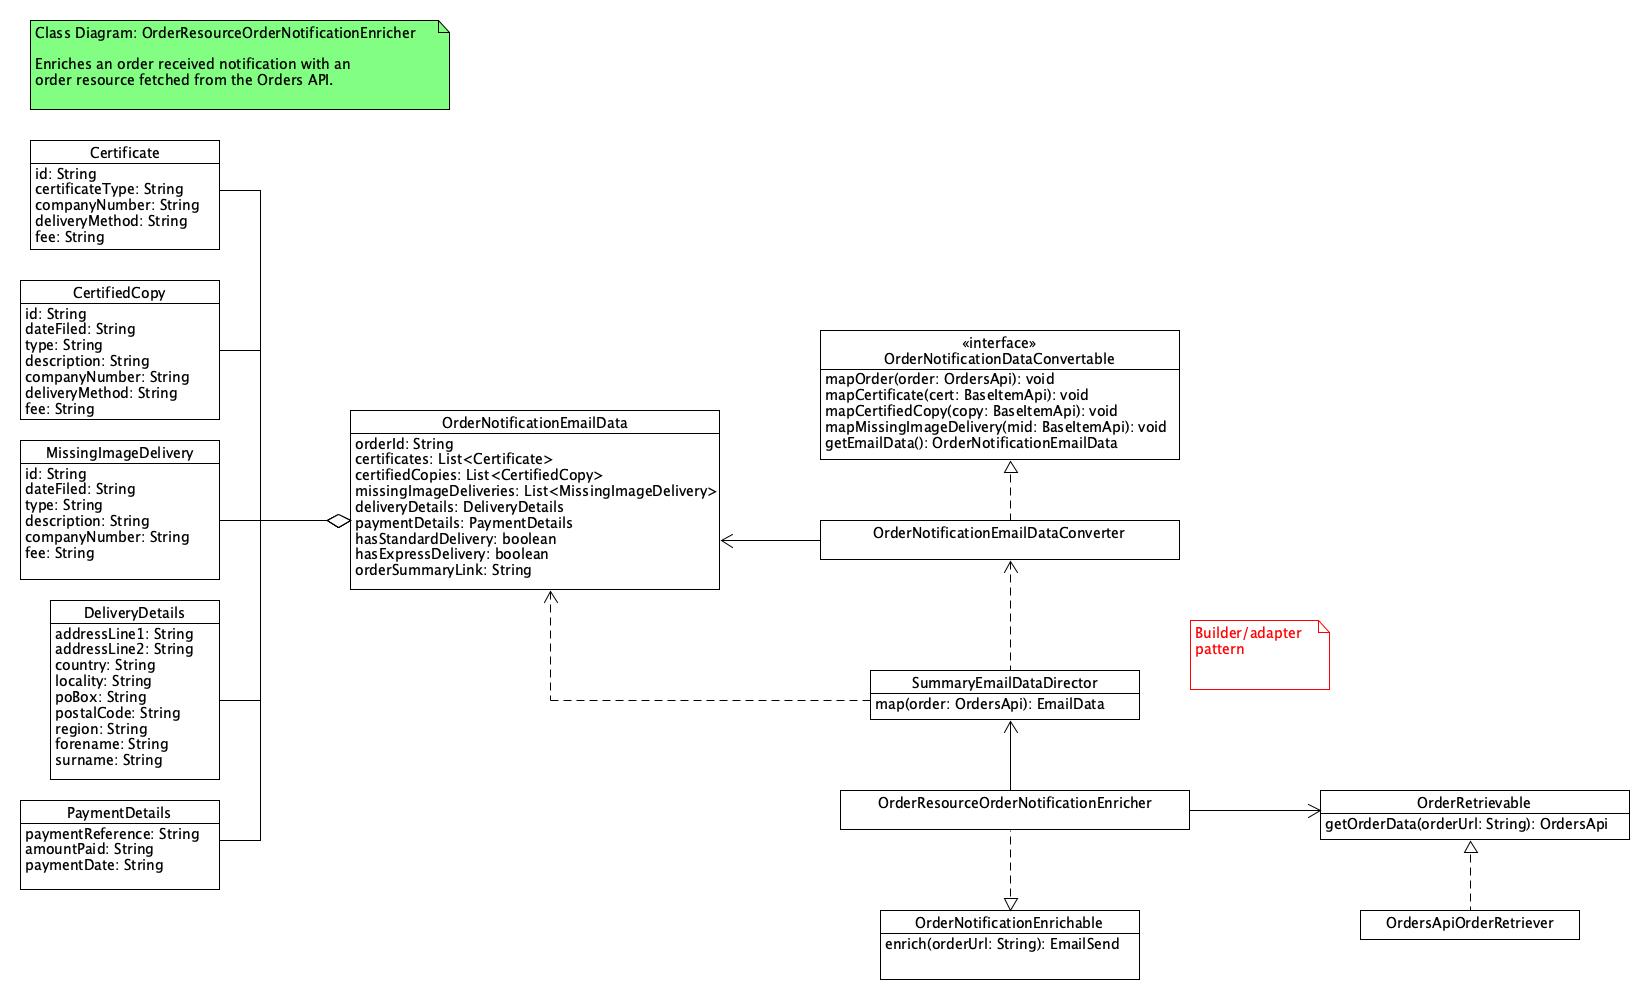 Class Diagram: OrderResourceOrderNotificationEnricher
Enriches an order received notification with an
order resource fetched from the Orders API.
Certificate
id: String
certificateType: String
companyNumber: String
deliveryMethod: String
fee: String
CertifiedCopy
id: String
dateFiled: String
type: String
description: String
companyNumber: String
deliveryMethod: String
fee: String
MissingImageDelivery
id: String
dateFiled: String
type: String
description: String
companyNumber: String
fee: String
DeliveryDetails
addressLine1: String
addressLine2: String
country: String
locality: String
poBox: String
postalCode: String
region: String
forename: String
surname: String
PaymentDetails
paymentReference: String
amountPaid: String
paymentDate: String
OrderNotificationEmailData
orderId: String
certificates: List<Certificate>
certifiedCopies: List<CertifiedCopy>
missingImageDeliveries: List<MissingImageDelivery>
deliveryDetails: DeliveryDetails
paymentDetails: PaymentDetails
hasStandardDelivery: boolean
hasExpressDelivery: boolean
orderSummaryLink: String
«interface»
OrderNotificationDataConvertable
mapOrder(order: OrdersApi): void
mapCertificate(cert: BaseItemApi): void
mapCertifiedCopy(copy: BaseItemApi): void
mapMissingImageDelivery(mid: BaseItemApi): void
getEmailData(): OrderNotificationEmailData
OrderNotificationEmailDataConverter
Builder/adapter
pattern
SummaryEmailDataDirector
map(order: OrdersApi): EmailData
OrderResourceOrderNotificationEnricher
OrderRetrievable
getOrderData(orderUrl: String): OrdersApi
OrderNotificationEnrichable
enrich(orderUrl: String): EmailSend
OrdersApiOrderRetriever